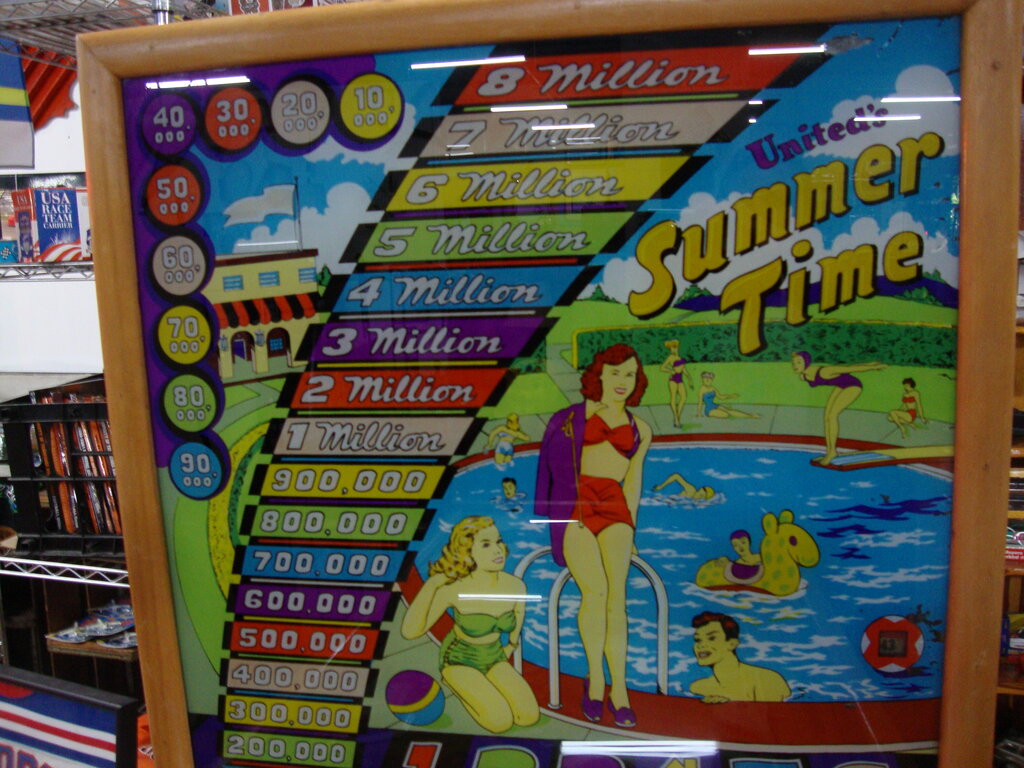 8 Million
7 Million
6 Million
5 Million
4 Million
3 Million
2 Million
1 Million
900,000
800,000
700,000
600,000
500,000
400,000
300,000
200,000
10,000
20,000
30,000
40,000
50,000
60,000
70,000
80,000
90,000
United's
Summer
Time
USA
RACE
TEAM
CARRIER